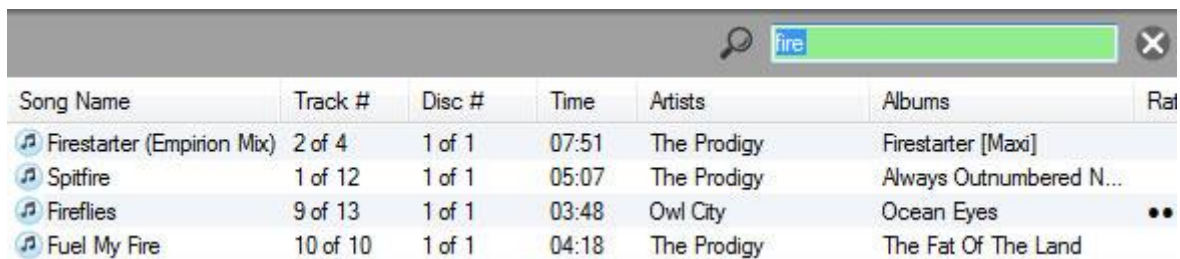 fire
Song Name Track # Disc # Time Artists Albums Rat
Firestarter (Empirion Mix) 2 of 4 1 of 1 07:51 The Prodigy Firestarter [Maxi]
Spitfire 1 of 12 1 of 1 05:07 The Prodigy Always Outnumbered N...
Fireflies 9 of 13 1 of 1 03:48 Owl City Ocean Eyes ••
Fuel My Fire 10 of 10 1 of 1 04:18 The Prodigy The Fat Of The Land